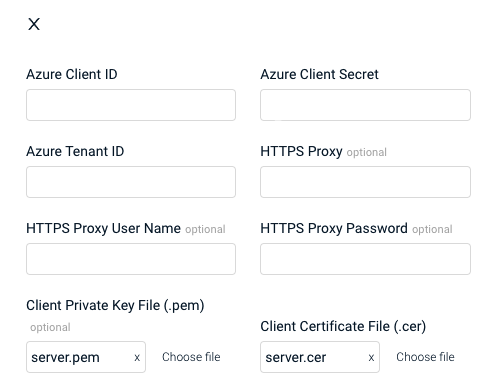 X
Azure Client ID Azure Client Secret
Azure Tenant ID HTTPS Proxy optional
HTTPS Proxy User Name optional HTTPS Proxy Password optional
Client Private Key File (.pem)
optional Client Certificate File (.cer)
server.pem x Choose file server.cer x Choose file